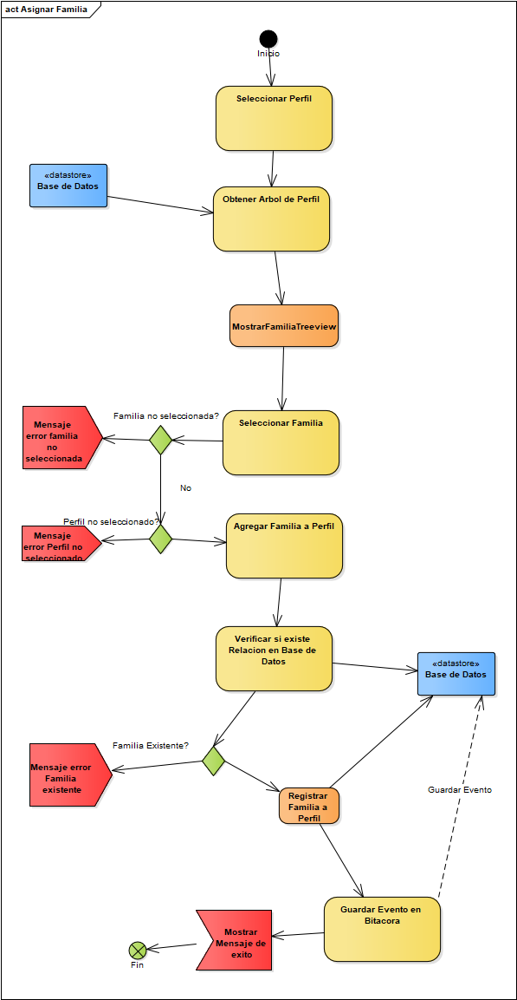 act Asignar Familia
Inicio
Seleccionar Perfil
«datastore»
Base de Datos
Obtener Arbol de Perfil
MostrarFamiliaTreeview
Familia no seleccionada?
Mensaje
error familia
no
seleccionada
Seleccionar Familia
No
Perfil no seleccionado?
Mensaje
error Perfil no
seleccionado
Agregar Familia a Perfil
Verificar si existe
Relacion en Base de
Datos
«datastore»
Base de Datos
Familia Existente?
Mensaje error
Familia
existente
Registrar
Familia a
Perfil
Guardar Evento
Guardar Evento en
Bitacora
Mostrar
Mensaje de
exito
Fin